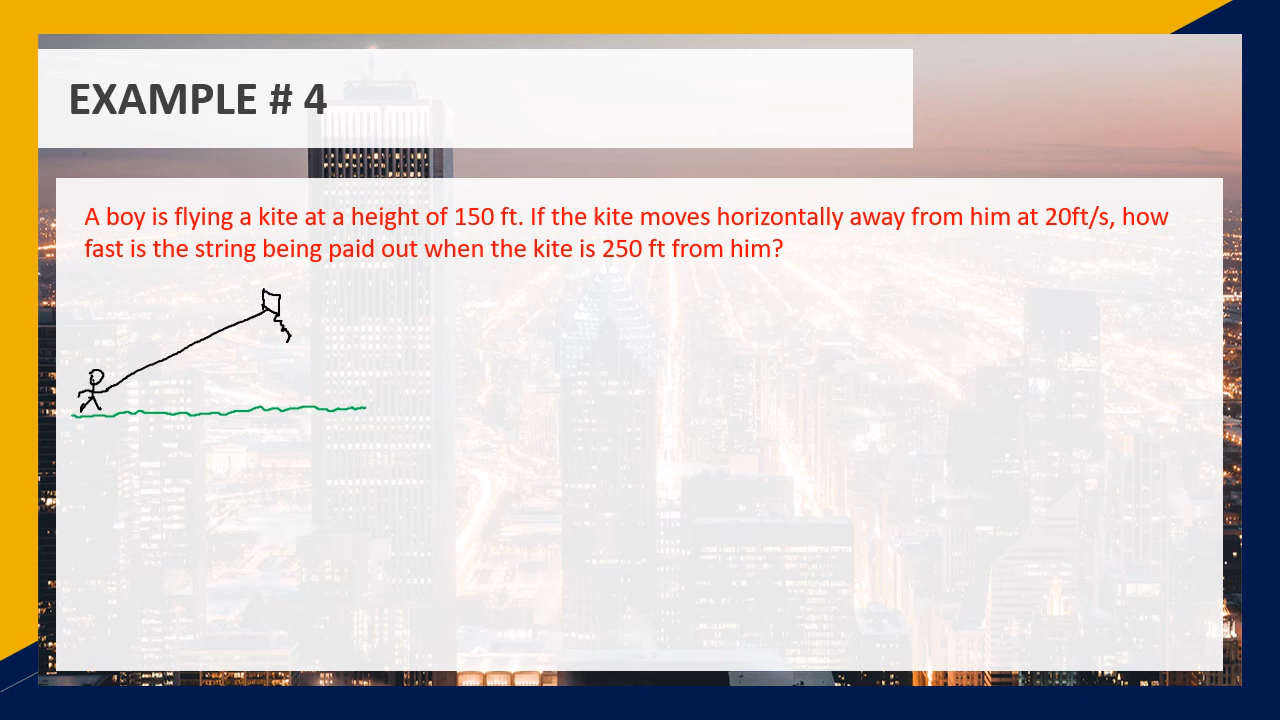 EXAMPLE # 4
A boy is flying a kite at a height of 150 ft. If the kite moves horizontally away from him at 20ft/s, how
fast is the string being paid out when the kite is 250 ft from him?